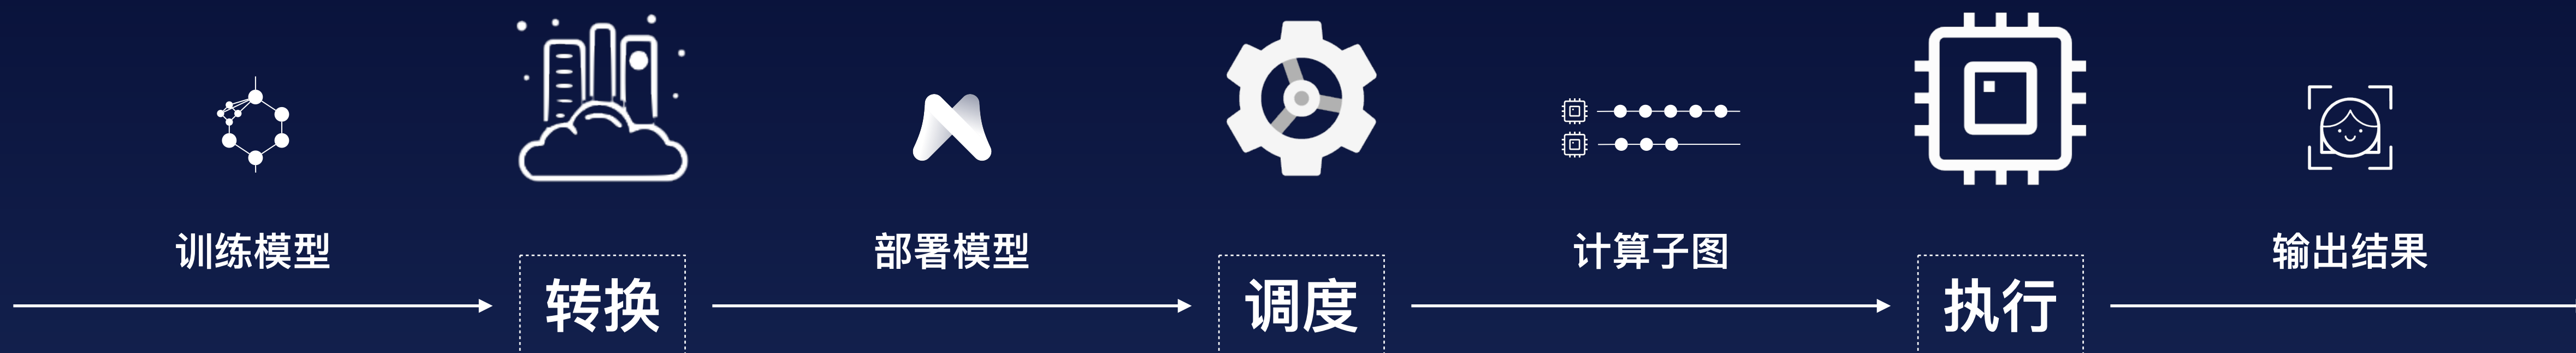 训练模型
转换
部署模型
调度
计算子图
执行
输出结果